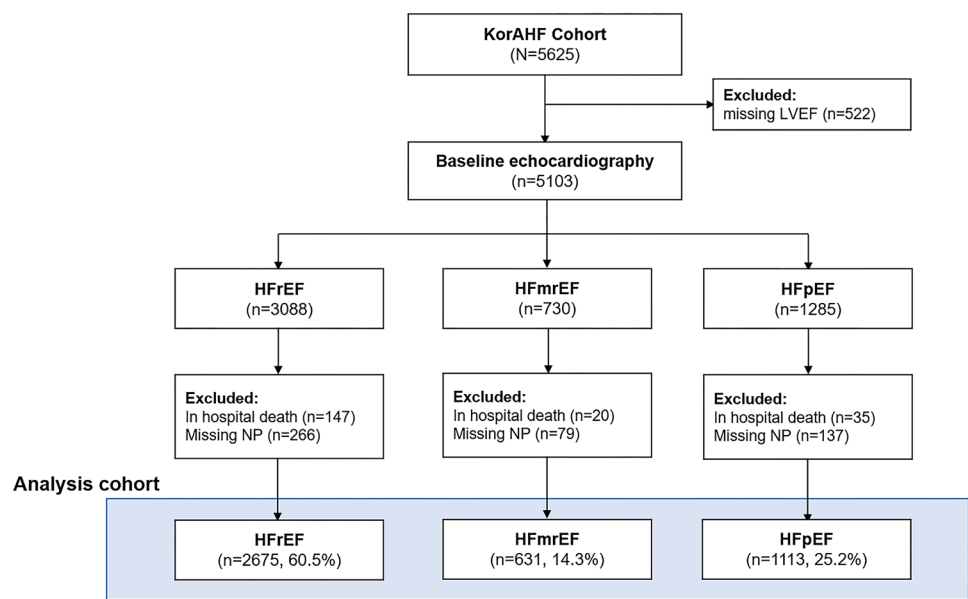 KorAHF Cohort
(N=5625)
Excluded:
missing LVEF (n=522)
Baseline echocardiography
(n=5103)
HFrEF
(n=3088)
HFmrEF
(n=730)
HFpEF
(n=1285)
Excluded:
In hospital death (n=147)
Missing NP (n=266)
Excluded:
In hospital death (n=20)
Missing NP (n=79)
Excluded:
In hospital death (n=35)
Missing NP (n=137)
Analysis cohort
HFrEF
(n=2675, 60.5%)
HFmrEF
(n=631, 14.3%)
HFpEF
(n=1113, 25.2%)